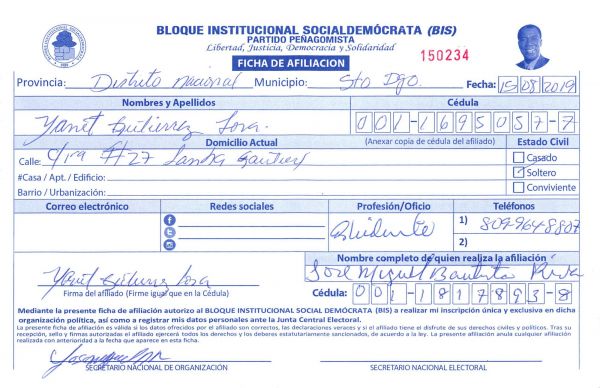 BLOQUE INSTITUCIONAL SOCIALDEMÓCRATA (BIS)
PARTIDO PEÑAGOMISTA
Libertad, Justicia, Democracia y Solidaridad
150234
FICHA DE AFILIACION
Provincia: Distrito Nacional Municipio: Sto Dgo. Fecha: 15/08/2019
Nombres y Apellidos Cédula
Yanet Gutierrez Sosa. 001-1695057-7
Domicilio Actual (Anexar copia de cédula del afiliado) Estado Civil
Calle: C/1ra #27 Gautier Casado
#Casa / Apt. / Edificio: Soltero
Barrio / Urbanización: Conviviente
Correo electrónico Redes sociales Profesión/Oficio Teléfonos
Estudiante 1) 809-964-8807
2)
Nombre completo de quien realiza la afiliación
Yanet Gutierrez Sosa José Miguel Bautista
Firma del afiliado (Firme igual que en la Cédula) Cédula: 001-1817893-8
Mediante la presente ficha de afiliación autorizo al BLOQUE INSTITUCIONAL SOCIAL DEMÓCRATA (BIS) a realizar mi inscripción única y exclusiva en dicha
organización política, así como a registrar mis datos personales ante la Junta Central Electoral.
La presente ficha de afiliación es válida si los datos ofrecidos por el afiliado son correctos, las declaraciones veraces y si el afiliado tiene el disfrute de sus derechos civiles y políticos. Tras su
recepción, sello y firmas autorizadas el afiliado ejercerá todos los derechos y los deberes estatutariamente sancionados, de acuerdo a la ley. La presente afiliación anula cualquier afiliación
realizada con anterioridad a la fecha que aparece en esta ficha.
SECRETARIO NACIONAL DE ORGANIZACIÓN SECRETARIO NACIONAL ELECTORAL